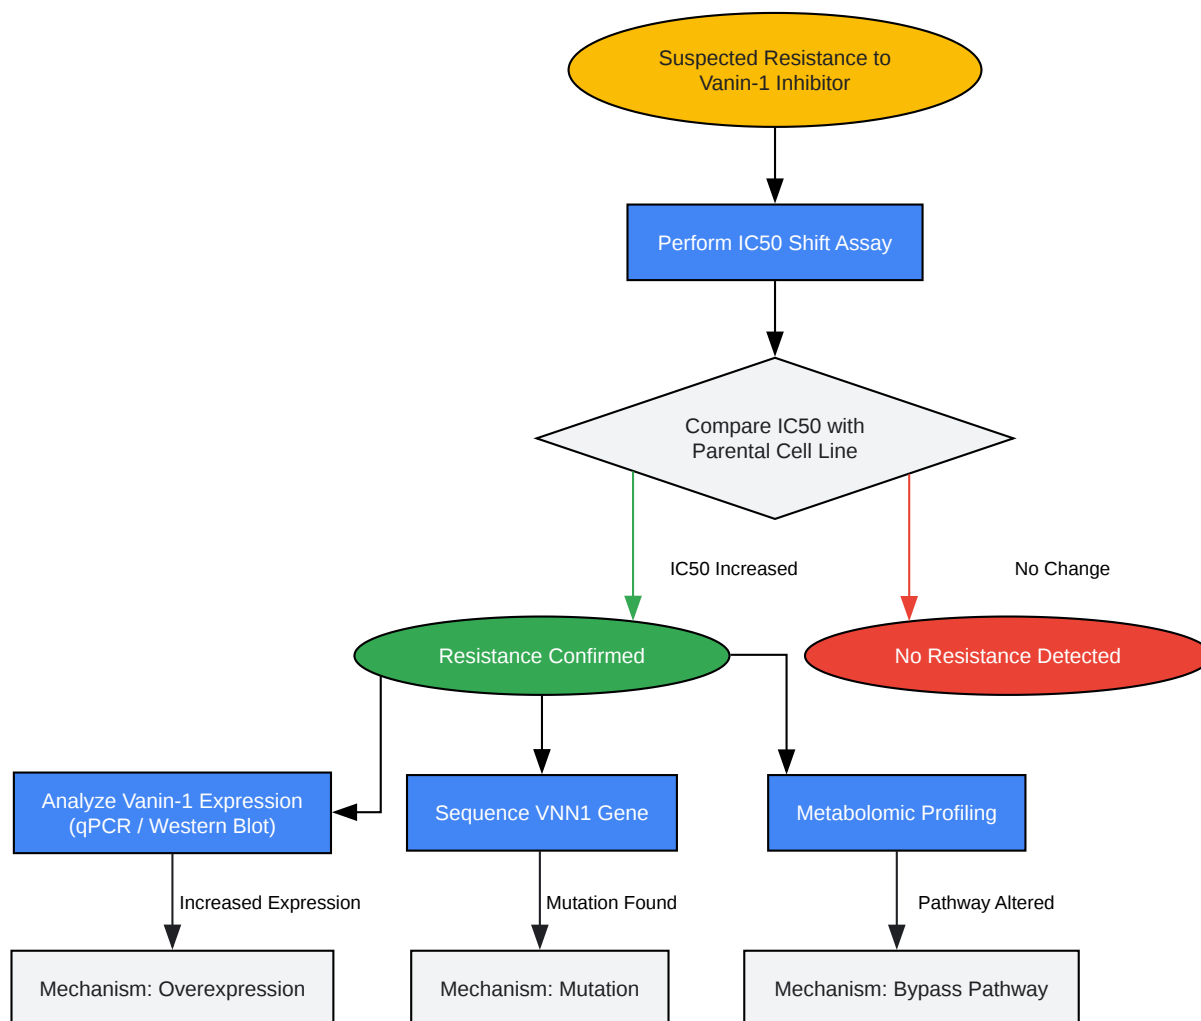 Suspected Resistance to
Vanin-1 Inhibitor
Perform IC50 Shift Assay
Compare IC50 with
Parental Cell Line
IC50 Increased
No Change
Resistance Confirmed
No Resistance Detected
Analyze Vanin-1 Expression
(qPCR / Western Blot)
Sequence VNN1 Gene
Metabolomic Profiling
Increased Expression
Mutation Found
Pathway Altered
Mechanism: Overexpression
Mechanism: Mutation
Mechanism: Bypass Pathway